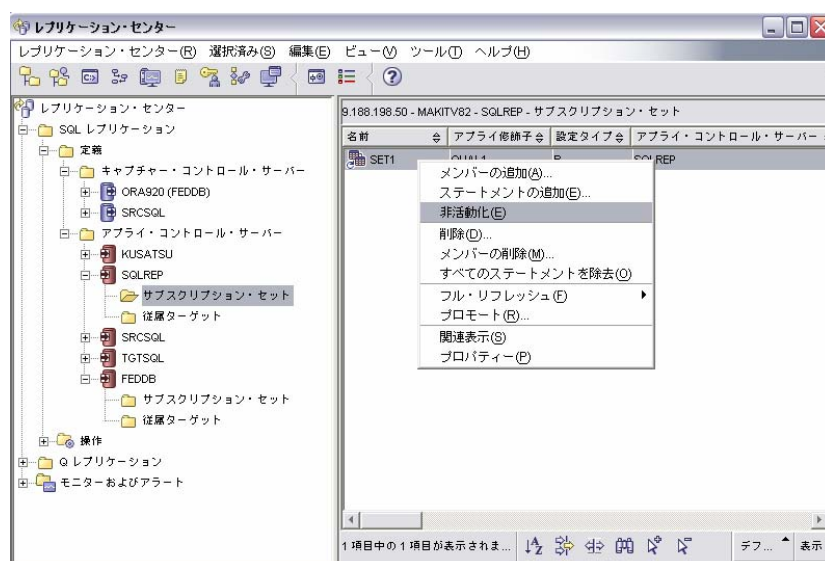 レプリケーション・センター
レプリケーション・センター(R) 選択済み(S) 編集(E) ビュー(V) ツール(T) ヘルプ(H)
レプリケーション・センター
SQL レプリケーション
定義
キャプチャー・コントロール・サーバー
ORA920 (FEDDB)
SRCSQL
アプライ・コントロール・サーバー
KUSATSU
SQLREP
サブスクリプション・セット
従属ターゲット
SRCSQL
TGTSQL
FEDDB
サブスクリプション・セット
従属ターゲット
操作
Q レプリケーション
モニターおよびアラート
9.188.198.50 - MAKITV82 - SQLREP - サブスクリプション・セット
名前 アプライ修飾子 設定タイプ アプライ・コントロール・サーバー
SET1 QUAL1 R SQLREP
メンバーの追加(A)...
ステートメントの追加(E)...
非活動化(E)
削除(D)...
メンバーの削除(M)...
すべてのステートメントを除去(O)
フル・リフレッシュ(F)
プロモート(R)...
関連表示(S)
プロパティー(P)
1 項目中の 1 項目が表示されま... デフ... 表示